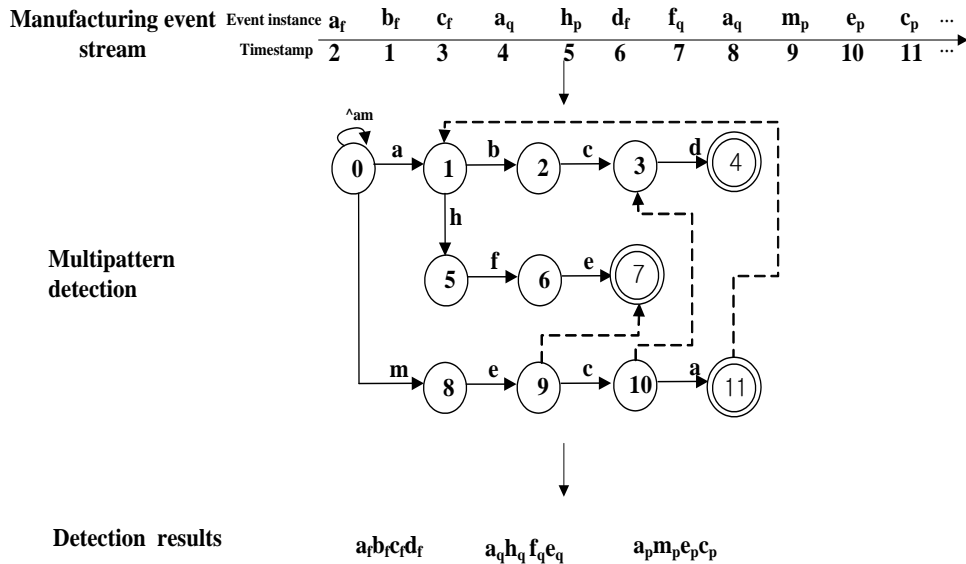 Manufacturing event stream
Event instance a_f b_f c_f a_q h_p d_f f_q a_q m_p e_p c_p ...
Timestamp 2 1 3 4 5 6 7 8 9 10 11 ...
^am
0 a 1 b 2 c 3 d 4
h
Multipattern detection
5 f 6 e 7
m 8 e 9 c 10 a 11
Detection results a_fb_fc_fd_f a_qh_qf_qe_q a_pm_pe_pc_p